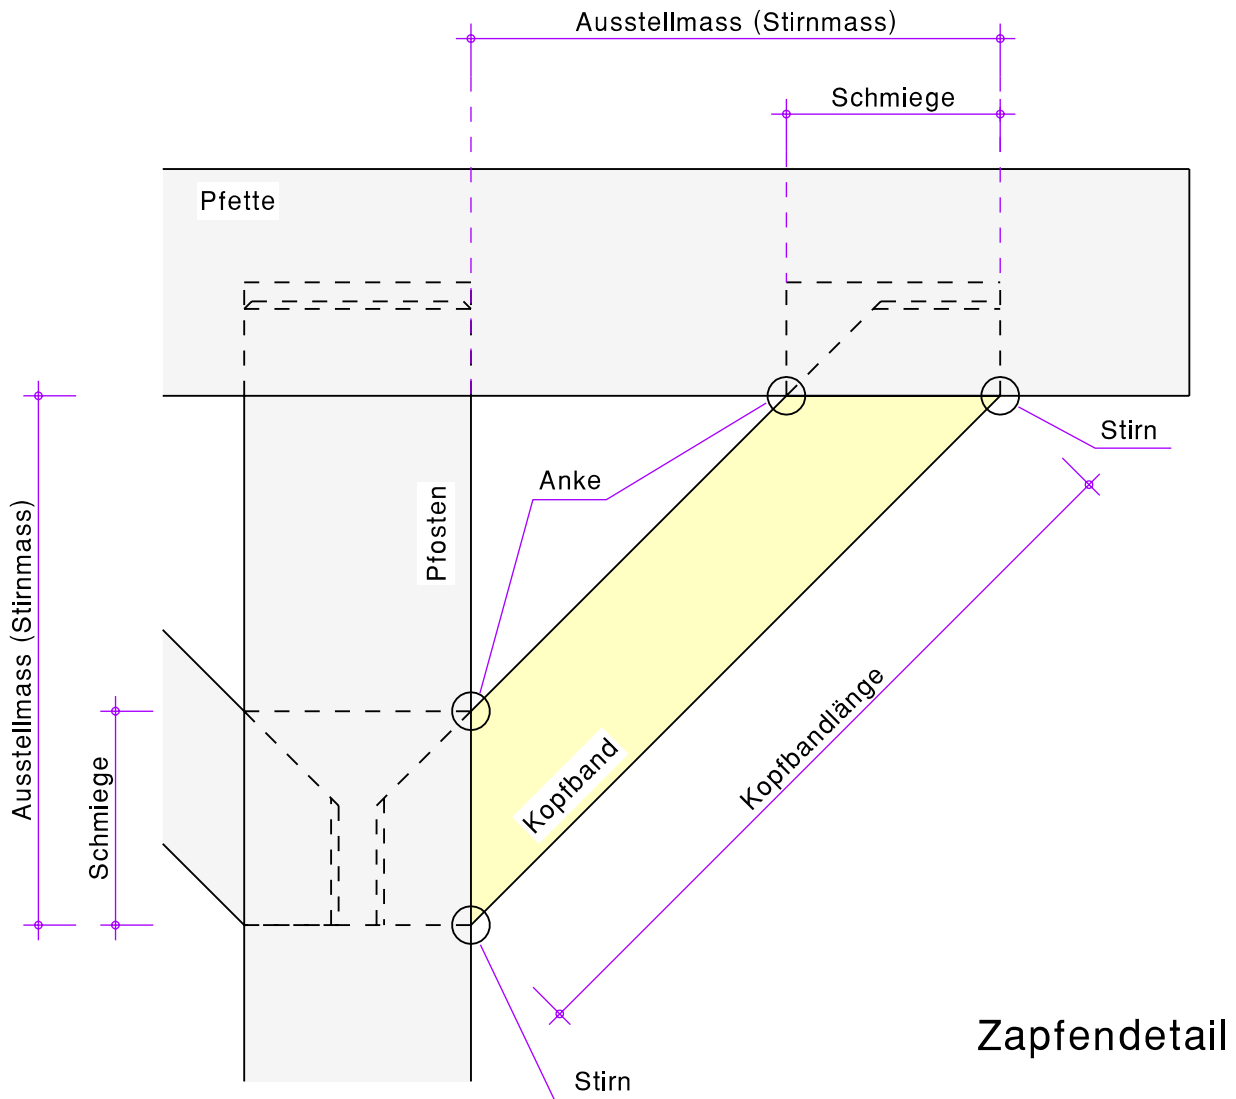 Ausstellmass (Stirnmass)
Schmiege
Pfette
Stirn
Anke
Pfosten
Ausstellmass (Stirnmass)
Schmiege
Kopfband
Kopfbandlänge
Zapfendetail
Stirn